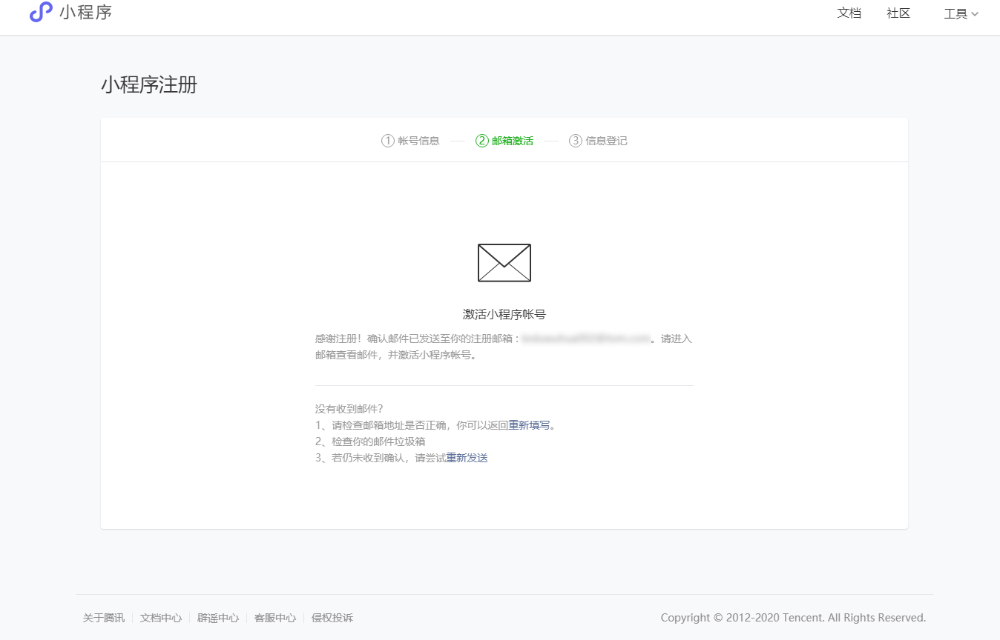 小程序
文档 社区 工具
小程序注册
1 帐号信息 2 邮箱激活 3 信息登记
激活小程序帐号
感谢注册！确认邮件已发送至你的注册邮箱： 。请进入
邮箱查看邮件，并激活小程序帐号。
没有收到邮件？
1、请检查邮箱地址是否正确，你可以返回重新填写。
2、检查你的邮件垃圾箱
3、若仍未收到确认，请尝试重新发送
关于腾讯 文档中心 辟谣中心 客服中心 侵权投诉
Copyright © 2012-2020 Tencent. All Rights Reserved.